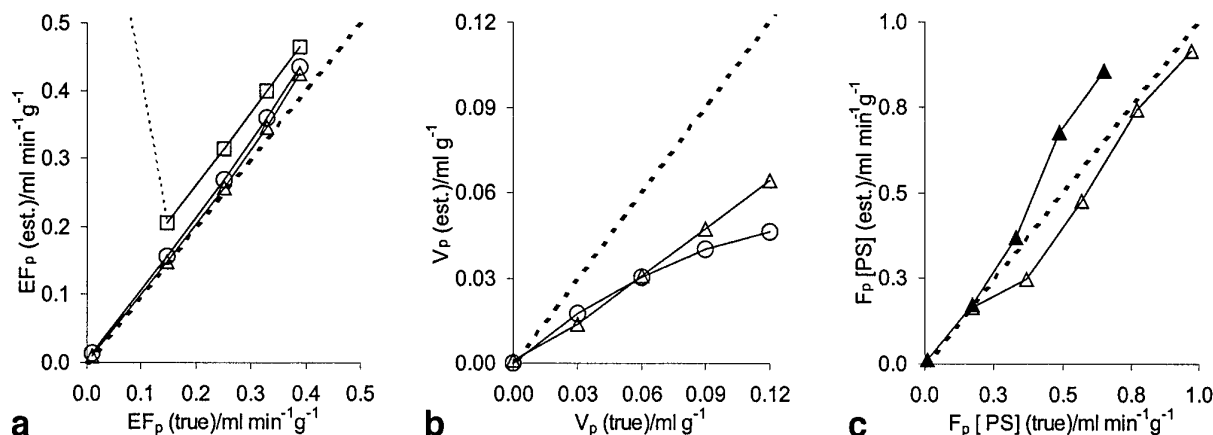 0.5
0.4
0.3
0.2
0.1
0.0
EFₚ (est.)/ml min⁻¹g⁻¹
0.0 0.1 0.2 0.3 0.4 0.5
EFₚ (true)/ml min⁻¹g⁻¹
a
0.12
0.09
0.06
0.03
0.00
Vₚ (est.)/ml g⁻¹
0.00 0.03 0.06 0.09 0.12
Vₚ (true)/ml g⁻¹
b
1.0
0.8
0.5
0.3
0.0
Fₚ [PS] (est.)/ml min⁻¹g⁻¹
0.0 0.3 0.5 0.8 1.0
Fₚ [ PS] (true)/ml min⁻¹g⁻¹
c